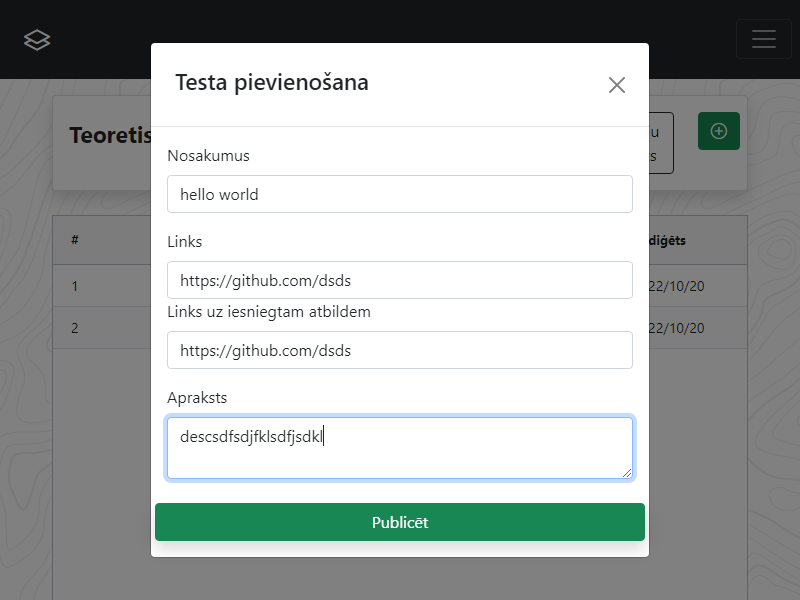 Testa pievienošana
Teoretis
Nosakumus
hello world
Links
https://github.com/dsds
Links uz iesniegtam atbildem
https://github.com/dsds
Apraksts
descsdfsdjfklsdfjsdkl
Publicēt
u
s
#
diģēts
1
22/10/20
2
22/10/20